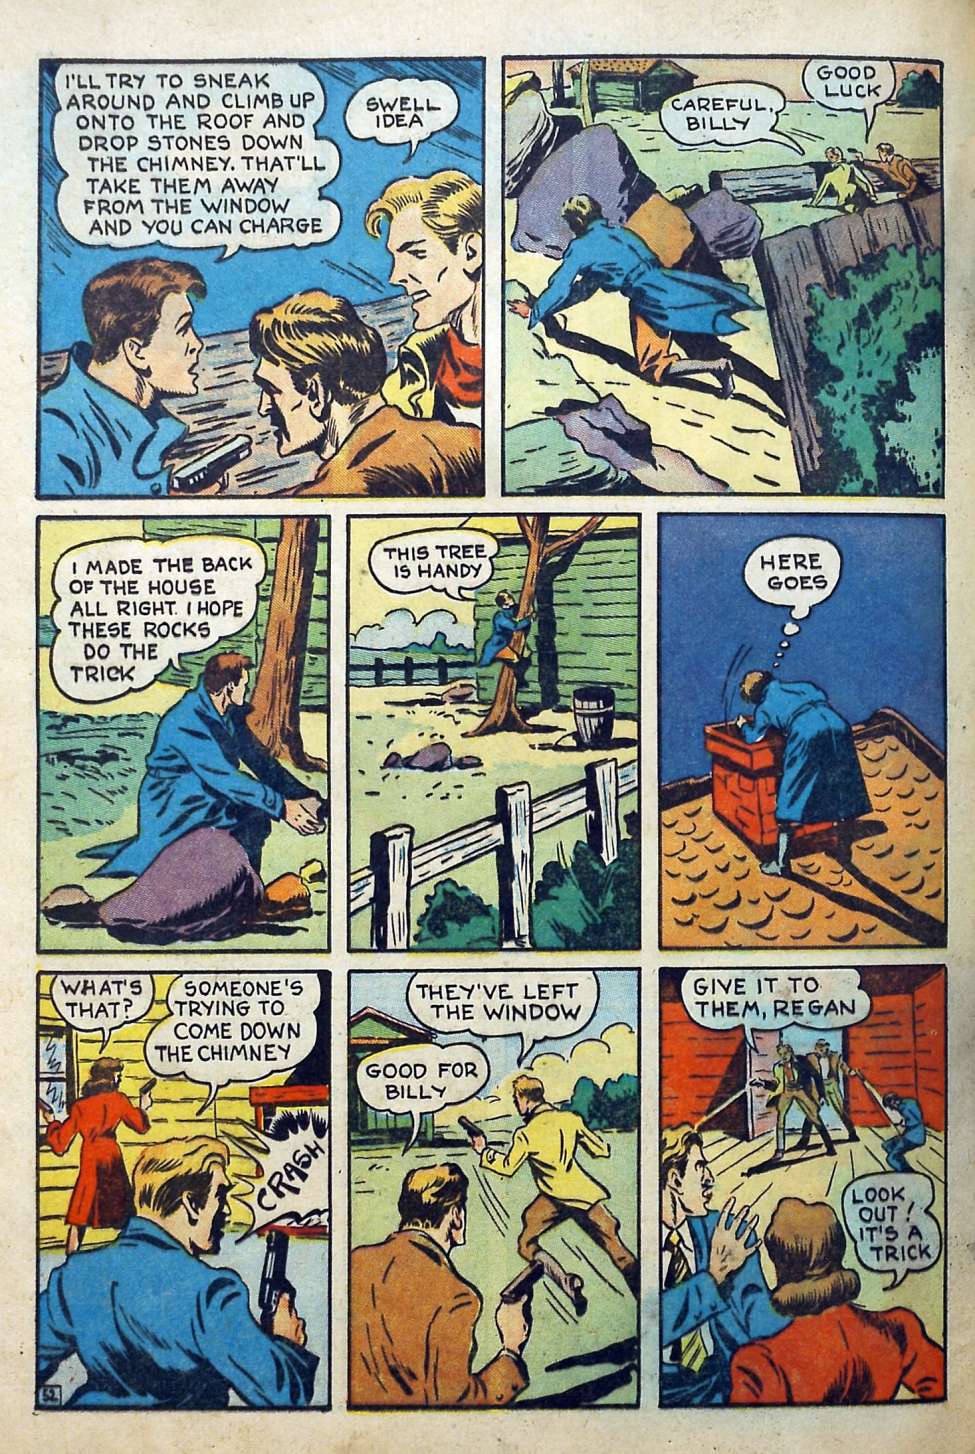 I'LL TRY TO SNEAK
AROUND AND CLIMB UP
ONTO THE ROOF AND
DROP STONES DOWN
THE CHIMNEY. THAT'LL
TAKE THEM AWAY
FROM THE WINDOW
AND YOU CAN CHARGE
SWELL
IDEA
CAREFUL,
BILLY
GOOD
LUCK
I MADE THE BACK
OF THE HOUSE
ALL RIGHT. I HOPE
THESE ROCKS
DO THE
TRICK
THIS TREE
IS HANDY
HERE
GOES
WHAT'S
THAT?
SOMEONE'S
TRYING TO
COME DOWN
THE CHIMNEY
CRASH
52
THEY'VE LEFT
THE WINDOW
GOOD FOR
BILLY
GIVE IT TO
THEM, REGAN
LOOK
OUT!
IT'S A
TRICK